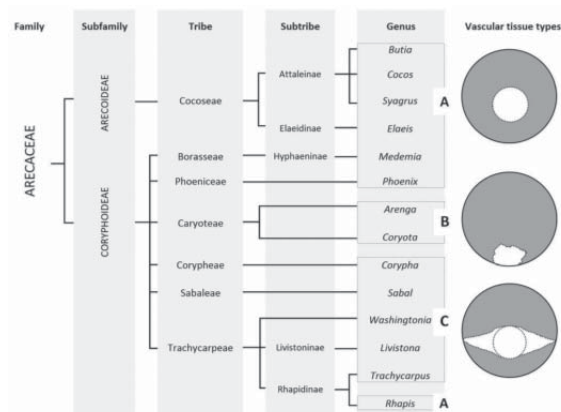 Family Subfamily Tribe Subtribe Genus Vascular tissue types
ARECACEAE
ARECOIDEAE
CORYPHOIDEAE
Cocoseae
Borasseae
Phoeniceae
Caryoteae
Corypheae
Sabaleae
Trachycarpeae
Attaleinae
Elaeidinae
Hyphaeninae
Livistoninae
Rhapidinae
Butia
Cocos
Syagrus
Elaeis
Medemia
Phoenix
Arenga
Coryota
Corypha
Sabal
Washingtonia
Livistona
Trachycarpus
Rhapis
A
B
C
A